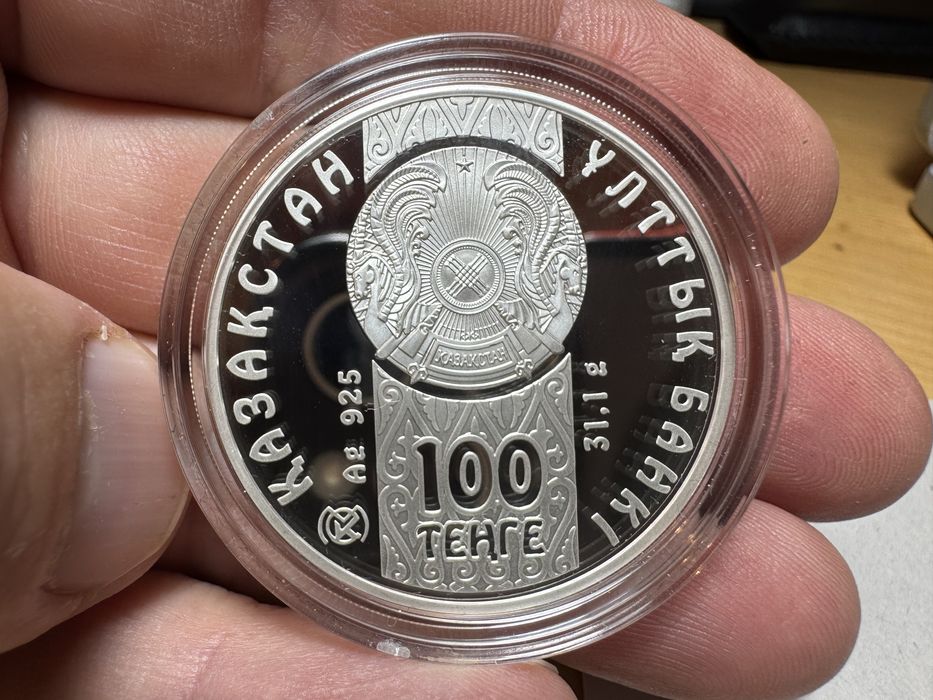 ҚАЗАҚСТАН ҰЛТТЫҚ БАНКІ
ҚАЗАҚСТАН
Ag 925
31.1 g
100
ТЕҢГЕ